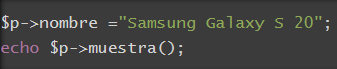 $p->nombre ="Samsung Galaxy S 20";
echo $p->muestra();